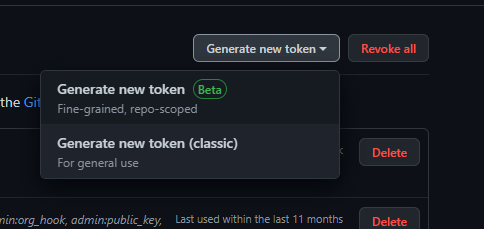 Generate new token
Revoke all
Generate new token Beta
Fine-grained, repo-scoped
the Git
Generate new token (classic)
For general use
Delete
min:org_hook, admin:public_key,
Last used within the last 11 months
Delete